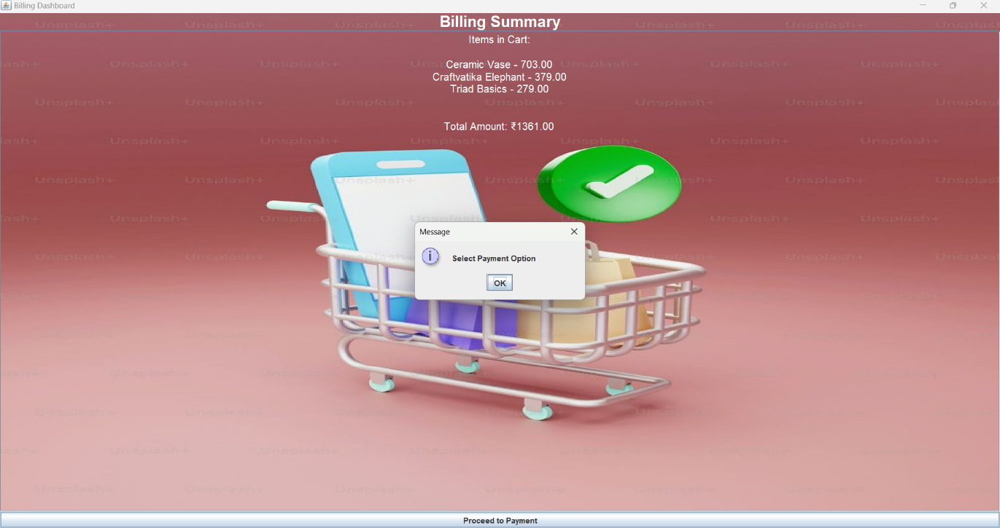 Billing Dashboard
Billing Summary
Items in Cart:
Ceramic Vase - 703.00
Craftvatika Elephant - 379.00
Triad Basics - 279.00
Total Amount: ₹1361.00
Unsplash+
Message
Select Payment Option
OK
Proceed to Payment